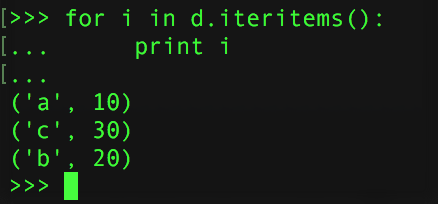 [>>> for i in d.iteritems():
[...     print i
[...
('a', 10)
('c', 30)
('b', 20)
>>>